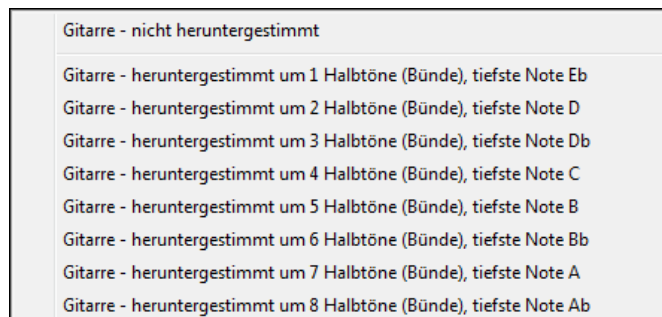 Gitarre - nicht heruntergestimmt
Gitarre - heruntergestimmt um 1 Halbtöne (Bünde), tiefste Note Eb
Gitarre - heruntergestimmt um 2 Halbtöne (Bünde), tiefste Note D
Gitarre - heruntergestimmt um 3 Halbtöne (Bünde), tiefste Note Db
Gitarre - heruntergestimmt um 4 Halbtöne (Bünde), tiefste Note C
Gitarre - heruntergestimmt um 5 Halbtöne (Bünde), tiefste Note B
Gitarre - heruntergestimmt um 6 Halbtöne (Bünde), tiefste Note Bb
Gitarre - heruntergestimmt um 7 Halbtöne (Bünde), tiefste Note A
Gitarre - heruntergestimmt um 8 Halbtöne (Bünde), tiefste Note Ab